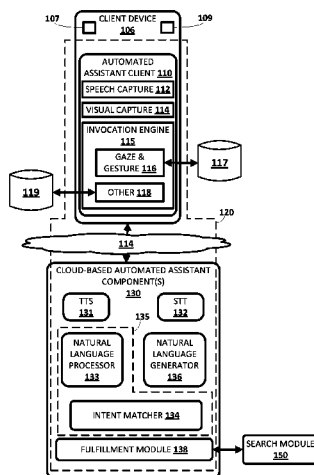 CLIENT DEVICE
107
106
109
AUTOMATED
ASSISTANT CLIENT 110
SPEECH CAPTURE 112
VISUAL CAPTURE 114
INVOCATION ENGINE
115
GAZE &
GESTURE 116
117
OTHER 118
119
120
114
CLOUD-BASED AUTOMATED ASSISTANT
COMPONENT(S)
130
TTS
131
STT
132
135
NATURAL
LANGUAGE
PROCESSOR
133
NATURAL
LANGUAGE
GENERATOR
136
INTENT MATCHER 134
FULFILLMENT MODULE 138
SEARCH MODULE
150